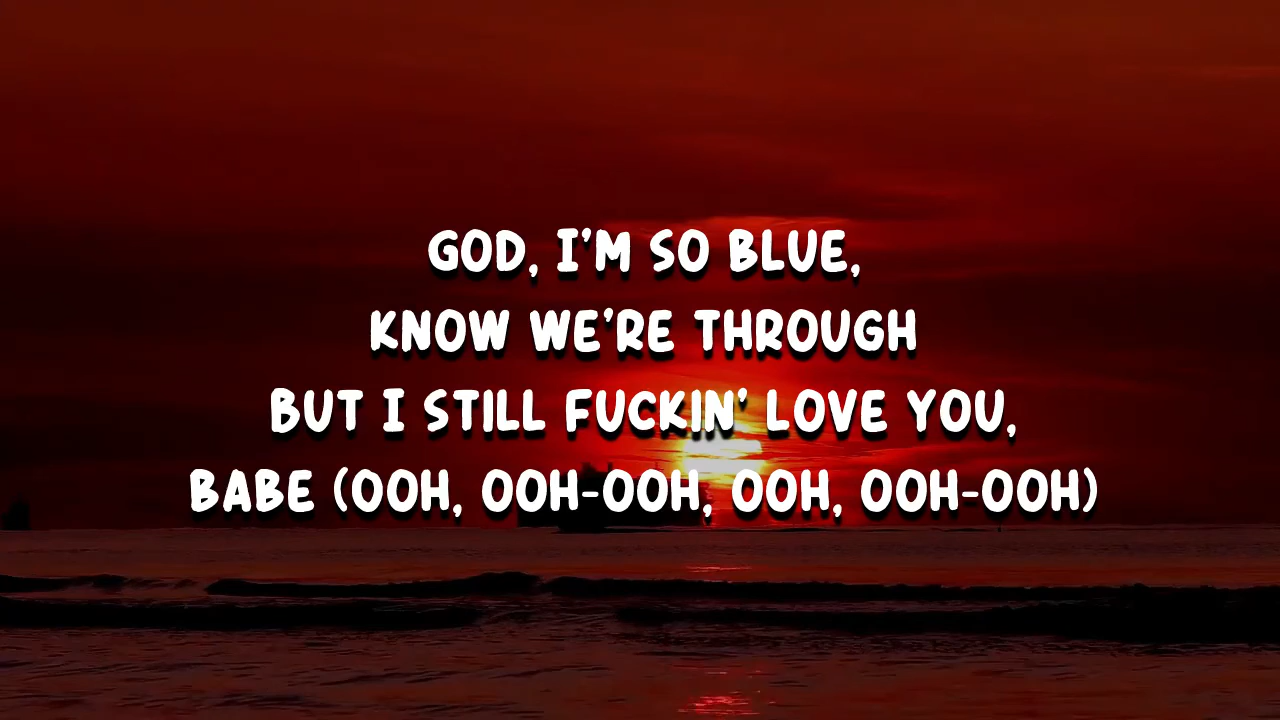 GOD, I'M SO BLUE,
KNOW WE'RE THROUGH
BUT I STILL FUCKIN' LOVE YOU,
BABE (OOH, OOH-OOH, OOH, OOH-OOH)